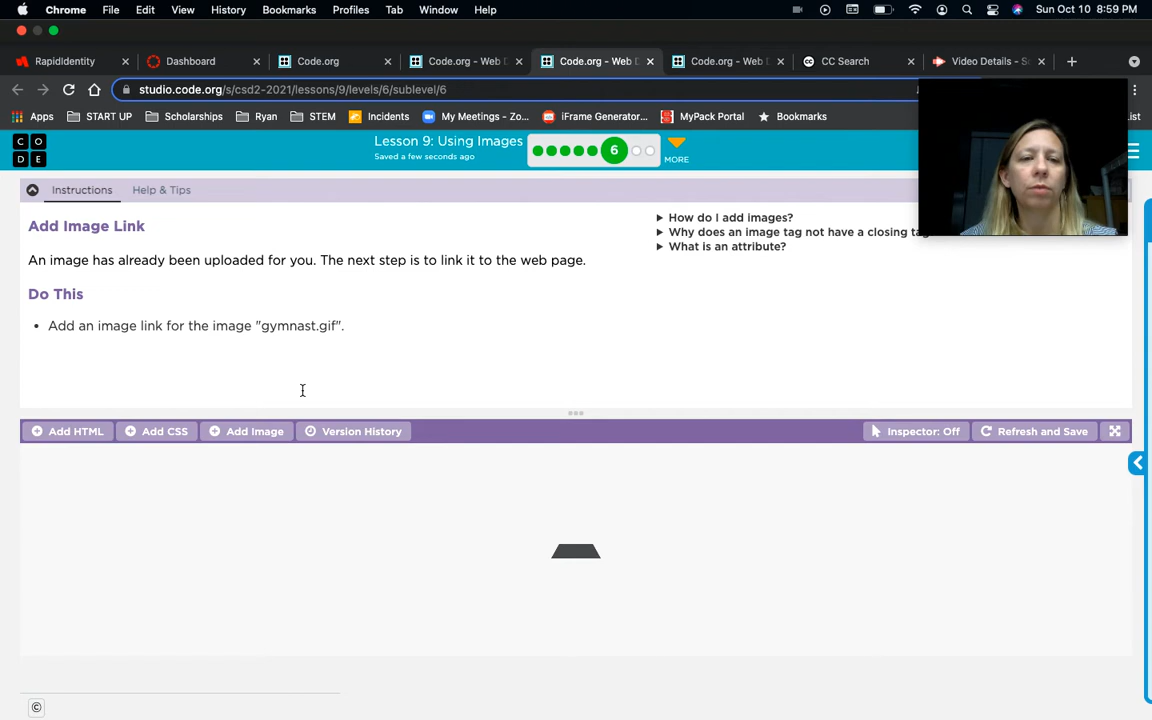 Chrome File Edit View History Bookmarks Profiles Tab Window Help Sun Oct 10 8:59 PM
RapidIdentity Dashboard Code.org Code.org - Web D Code.org - Web D Code.org - Web D CC Search Video Details - Sc
studio.code.org/s/csd2-2021/lessons/9/levels/6/sublevel/6
Apps START UP Scholarships Ryan STEM Incidents My Meetings - Zo... iFrame Generator... MyPack Portal Bookmarks List
CO
DE
Lesson 9: Using Images
Saved a few seconds ago
6
MORE
Instructions Help & Tips
Add Image Link
An image has already been uploaded for you. The next step is to link it to the web page.
Do This
• Add an image link for the image "gymnast.gif".
How do I add images?
Why does an image tag not have a closing tag
What is an attribute?
Add HTML Add CSS Add Image Version History Inspector: Off Refresh and Save
©